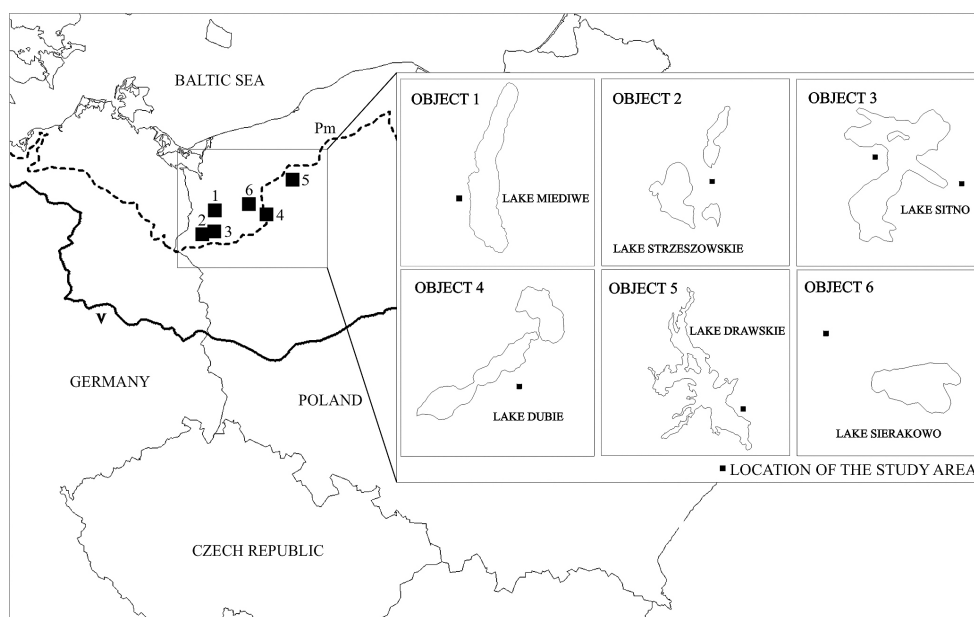 BALTIC SEA
Pm
1
2
3
4
5
6
V
GERMANY
POLAND
CZECH REPUBLIC
OBJECT 1
LAKE MIEDIWE
OBJECT 2
LAKE STRZESZOWSKIE
OBJECT 3
LAKE SITNO
OBJECT 4
LAKE DUBIE
OBJECT 5
LAKE DRAWSKIE
OBJECT 6
LAKE SIERAKOWO
LOCATION OF THE STUDY AREA